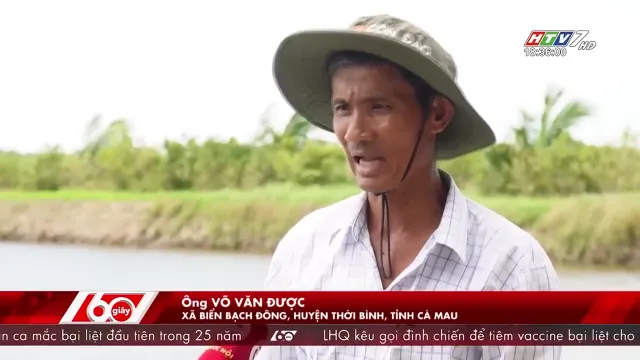 CÔN ĐẢO
HTV7 HD
18:36:00
60 giây
Ông VÕ VĂN ĐƯỢC
XÃ BIỂN BẠCH ĐÔNG, HUYỆN THỚI BÌNH, TỈNH CÀ MAU
n ca mắc bại liệt đầu tiên trong 25 năm
LHQ kêu gọi đình chiến để tiêm vaccine bại liệt cho